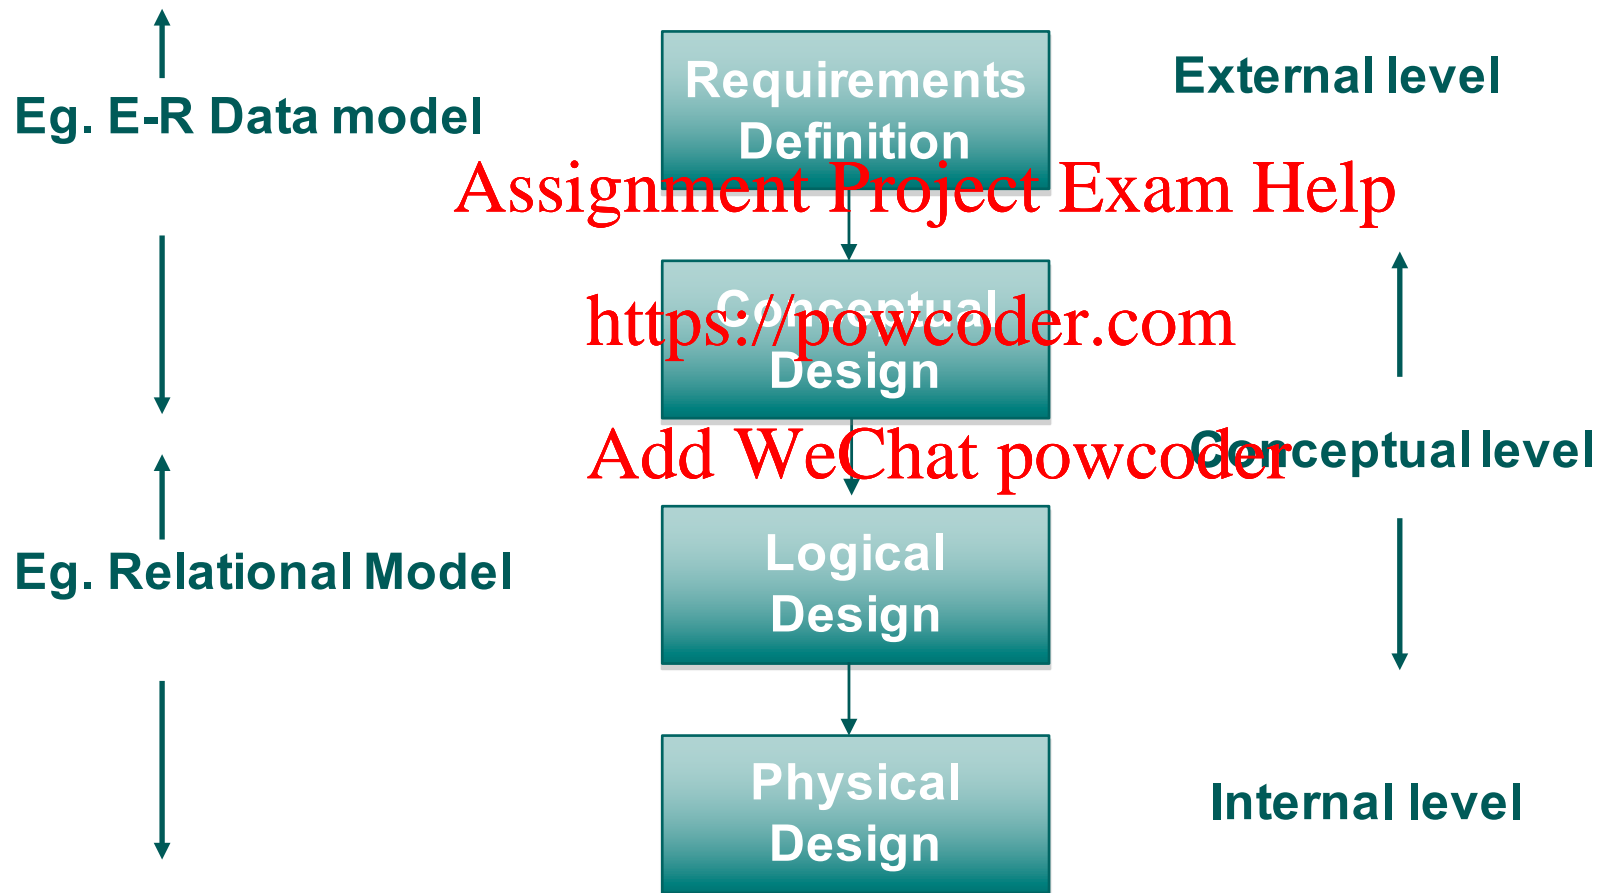 Requirements
Definition
External level
Eg. E-R Data model
Assignment Project Exam Help
Conceptual
Design
https://powcoder.com
Add WeChat powcoder
Conceptual level
Logical
Design
Eg. Relational Model
Physical
Design
Internal level